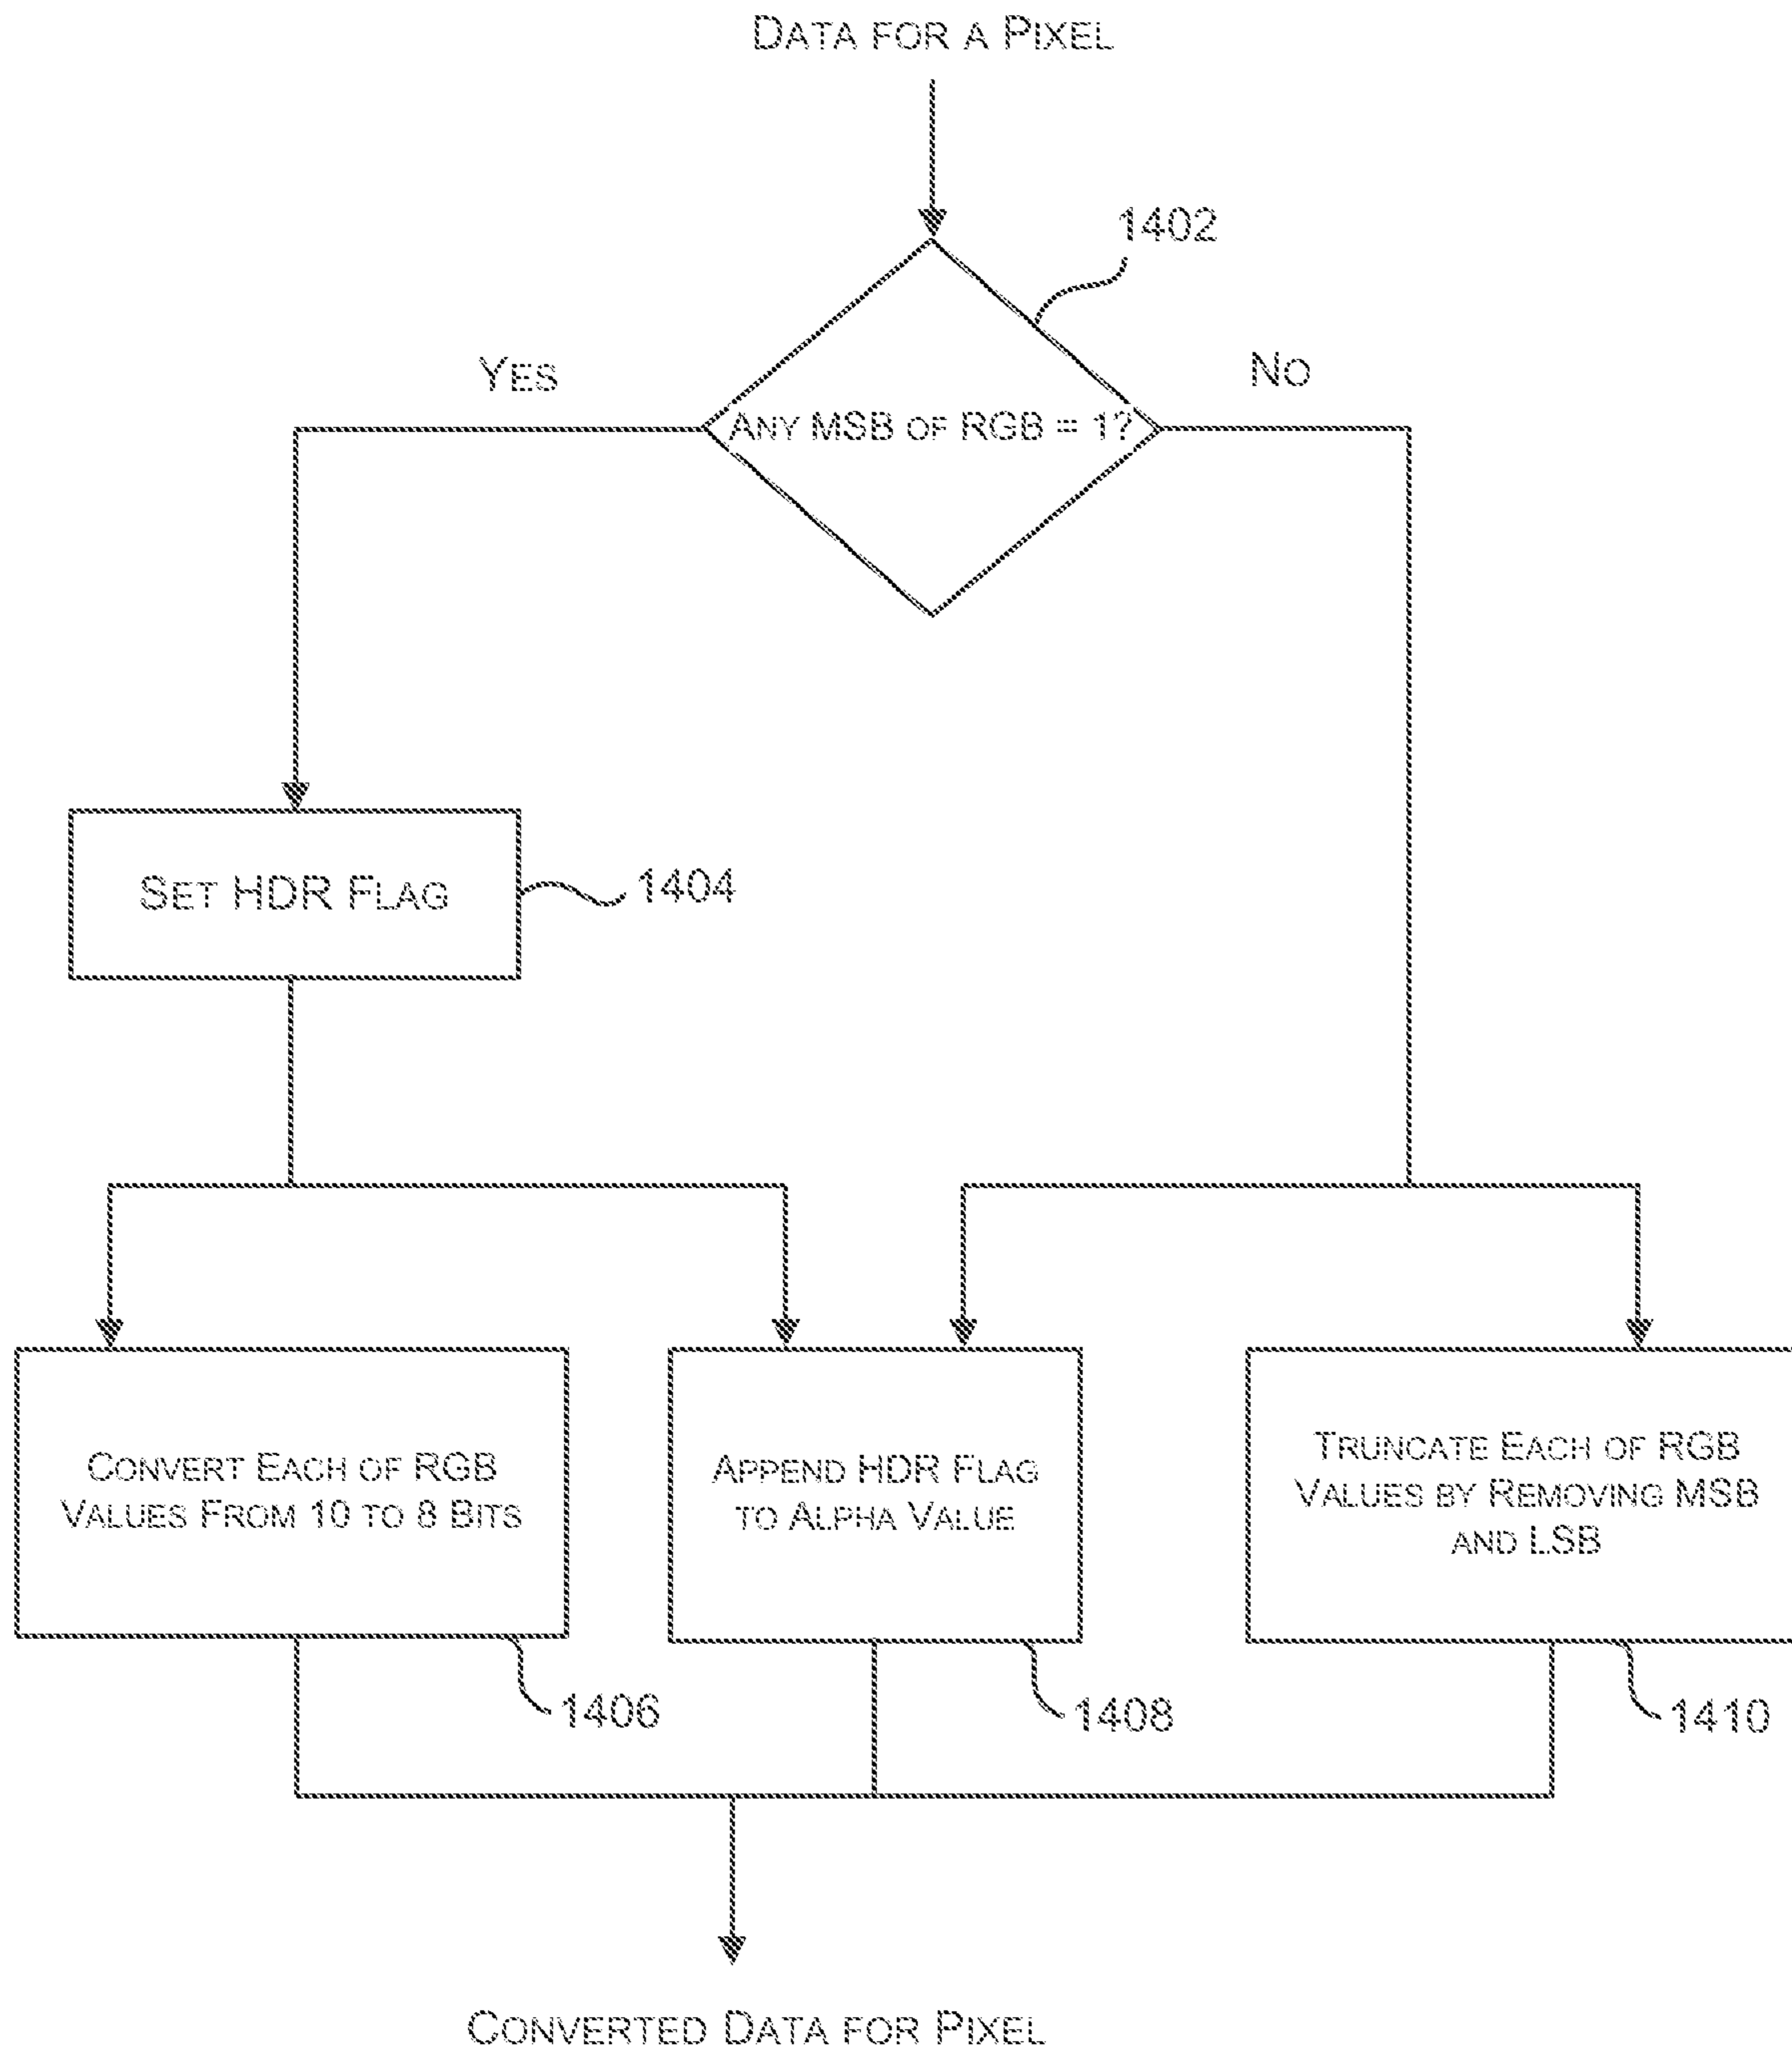 DATA FOR A PIXEL
1402
YES
NO
ANY MSB OF RGB = 1?
SET HDR FLAG
1404
CONVERT EACH OF RGB
VALUES FROM 10 TO 8 BITS
APPEND HDR FLAG
TO ALPHA VALUE
TRUNCATE EACH OF RGB
VALUES BY REMOVING MSB
AND LSB
1406
1408
1410
CONVERTED DATA FOR PIXEL